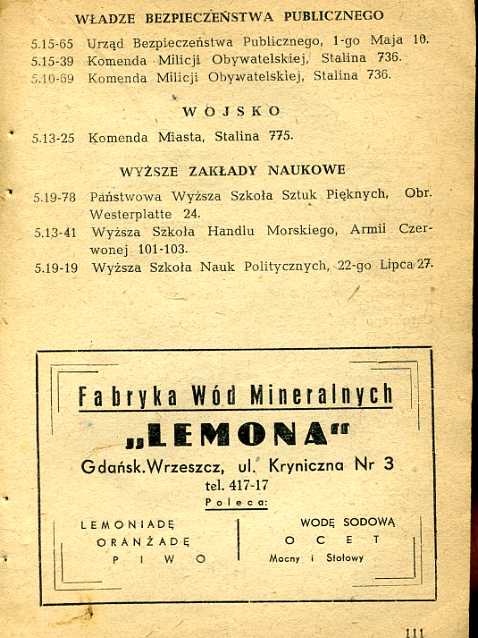 WŁADZE BEZPIECZEŃSTWA PUBLICZNEGO
5.15-65 Urząd Bezpieczeństwa Publicznego, 1-go Maja 10.
5.15-39 Komenda Milicji Obywatelskiej, Stalina 736.
5.10-69 Komenda Milicji Obywatelskiej, Stalina 736.
WOJSKO
5.13-25 Komenda Miasta, Stalina 775.
WYŻSZE ZAKŁADY NAUKOWE
5.19-78 Państwowa Wyższa Szkoła Sztuk Pięknych, Obr.
Westerplatte 24.
5.13-41 Wyższa Szkoła Handlu Morskiego, Armii Czer-
wonej 101-103.
5.19-19 Wyższa Szkoła Nauk Politycznych, 22-go Lipca 27.
Fabryka Wód Mineralnych
„LEMONA"
Gdańsk.Wrzeszcz, ul. Kryniczna Nr 3
tel. 417-17
Poleca:
LEMONIADĘ
ORANŻADĘ
PIWO
WODĘ SODOWĄ
OCET
Mocny i Stołowy
111